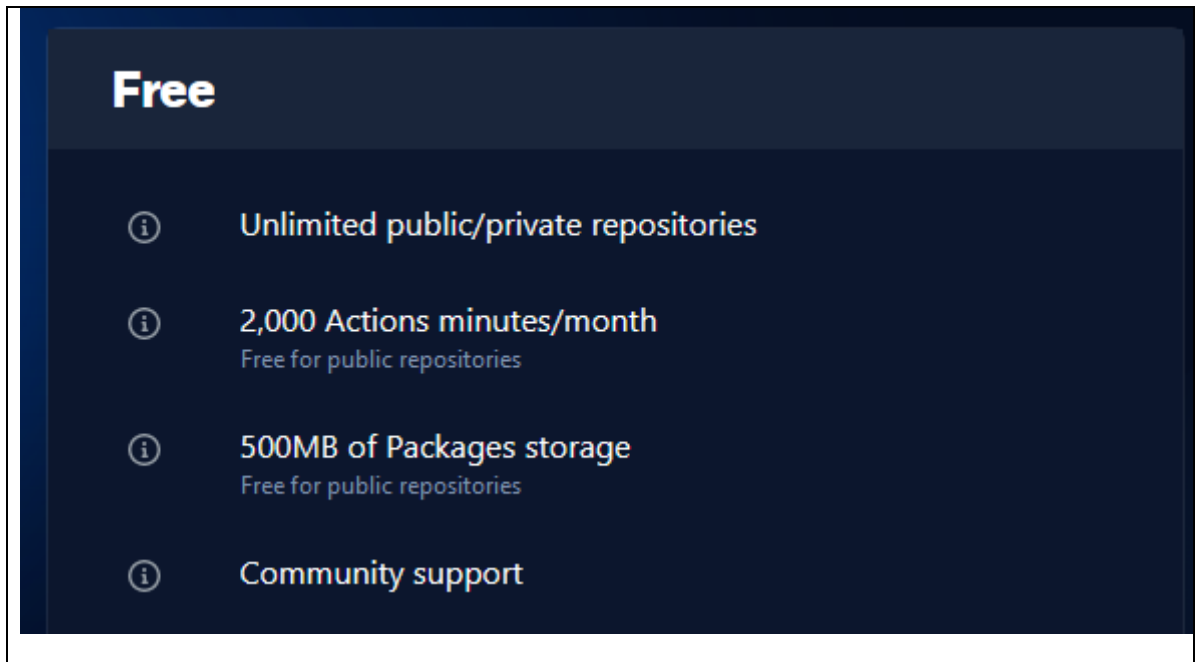 Free
Unlimited public/private repositories
2,000 Actions minutes/month
Free for public repositories
500MB of Packages storage
Free for public repositories
Community support